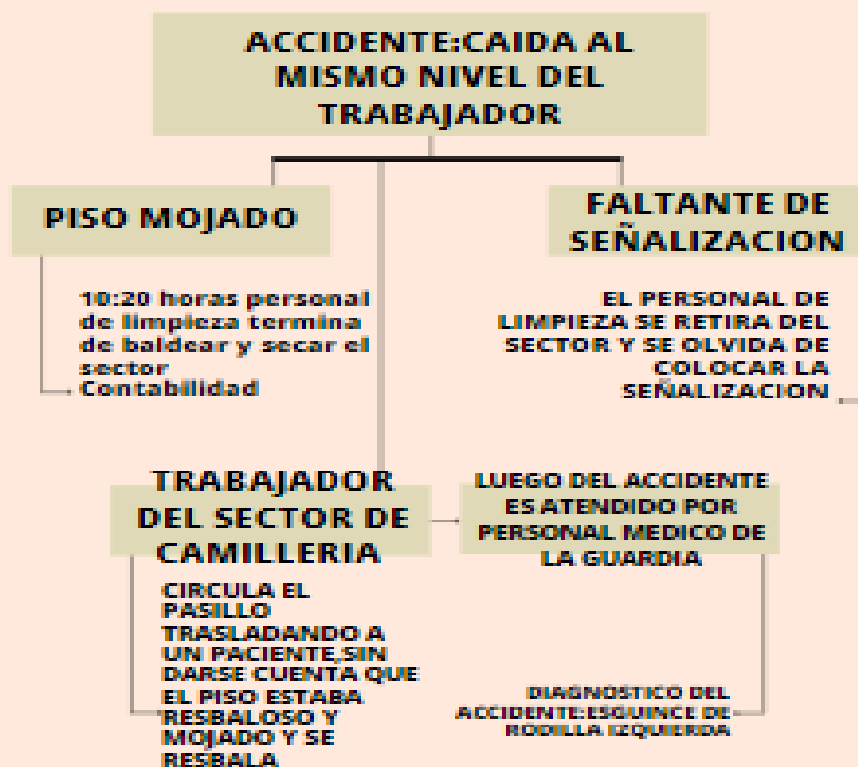 ACCIDENTE:CAIDA AL
MISMO NIVEL DEL
TRABAJADOR
PISO MOJADO
10:20 horas personal
de limpieza termina
de baldear y secar el
sector
Contabilidad
FALTANTE DE
SEÑALIZACION
EL PERSONAL DE
LIMPIEZA SE RETIRA DEL
SECTOR Y SE OLVIDA DE
COLOCAR LA
SEÑALIZACION
TRABAJADOR
DEL SECTOR DE
CAMILLERIA
CIRCULA EL
PASILLO
TRASLADANDO A
UN PACIENTE,SIN
DARSE CUENTA QUE
EL PISO ESTABA
RESBALOSO Y
MOJADO Y SE
RESBALA
LUEGO DEL ACCIDENTE
ES ATENDIDO POR
PERSONAL MEDICO DE
LA GUARDIA
DIAGNOSTICO DEL
ACCIDENTE:ESGUINCE DE
RODILLA IZQUIERDA